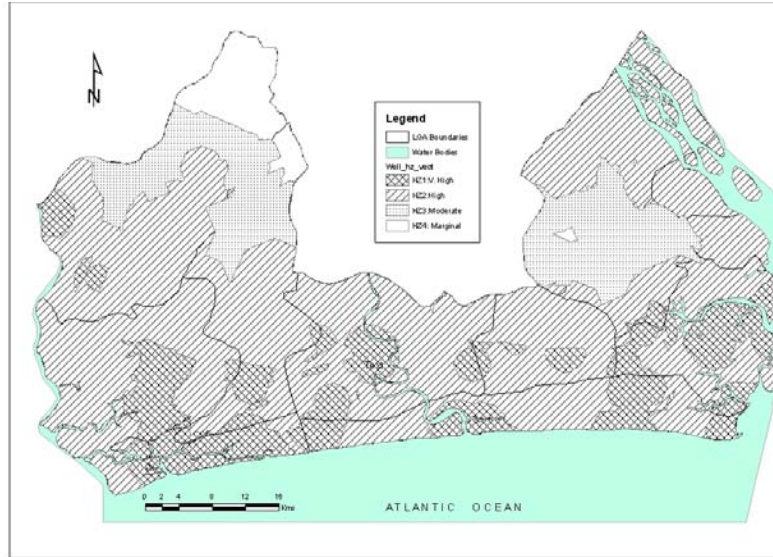 N
Legend
LGA Boundaries
Water Bodies
Well_hz_vect
HZ1:V. High
HZ2:High
HZ3:Moderate
HZ4: Marginal
0 2 4 8 12 16
Kms
ATLANTIC OCEAN